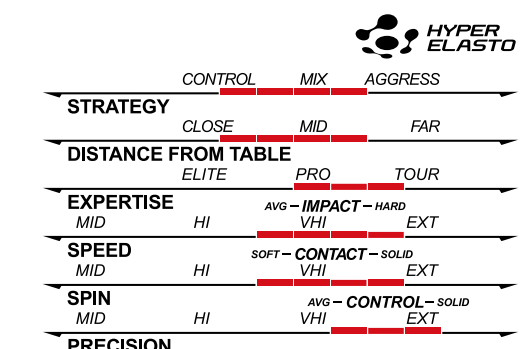 HYPER
ELASTO
CONTROL MIX AGGRESS
STRATEGY
CLOSE MID FAR
DISTANCE FROM TABLE
ELITE PRO TOUR
EXPERTISE
AVG – IMPACT – HARD
MID HI VHI EXT
SPEED
SOFT – CONTACT – SOLID
MID HI VHI EXT
SPIN
AVG – CONTROL – SOLID
MID HI VHI EXT
PRECISION